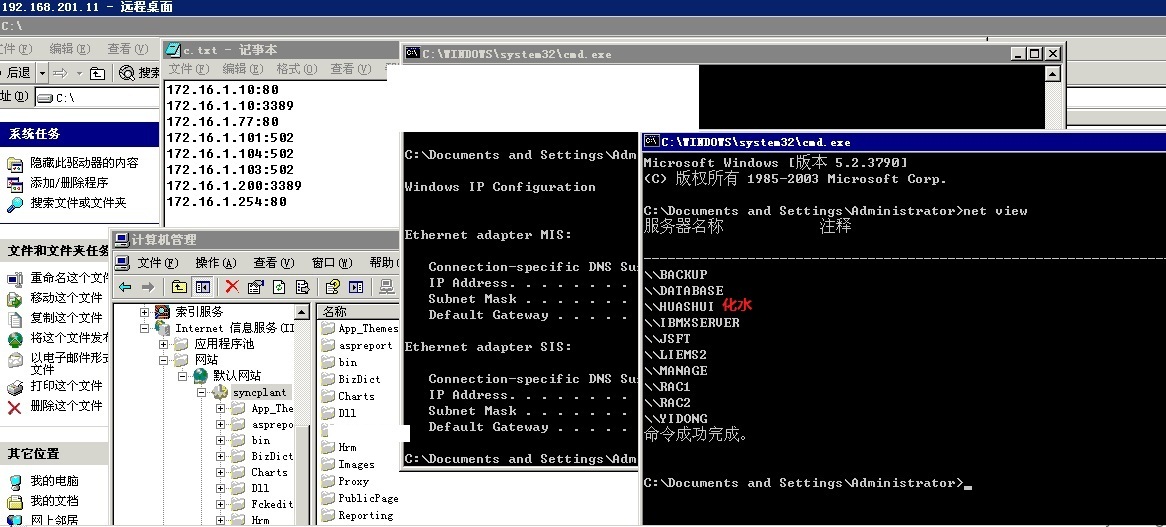 192.168.201.11 - 远程桌面
C:\
文件(F) 编辑(E) 查看(V)
后退 搜索
址(D) C:\
系统任务
隐藏此驱动器的内容
添加/删除程序
搜索文件或文件夹
文件和文件夹任务
重命名这个文件
移动这个文件
复制这个文件
将这个文件发布
以电子邮件形式
文件
打印这个文件
删除这个文件
其它位置
我的电脑
我的文档
网上邻居
c.txt - 记事本
文件(F) 编辑(E) 格式(O) 查看(V)
172.16.1.10:80
172.16.1.10:3389
172.16.1.77:80
172.16.1.101:502
172.16.1.104:502
172.16.1.103:502
172.16.1.200:3389
172.16.1.254:80
计算机管理
文件(F) 操作(A) 查看(V) 窗口(W) 帮助(
索引服务
Internet 信息服务(II
应用程序池
网站
默认网站
syncplant
App_The
asprepo
bin
BizDict
Charts
Dll
Fckedit
Hrm
名称
App_Themes
aspreport
bin
BizDict
Charts
Dll
Hrm
Images
Proxy
PublicPage
Reporting
C:\WINDOWS\system32\cmd.exe
C:\Documents and Settings\Adm
Windows IP Configuration
Ethernet adapter MIS:
Connection-specific DNS Su
IP Address. . . . . . . .
Subnet Mask . . . . . . .
Default Gateway . . . . .
Ethernet adapter SIS:
Connection-specific DNS Su
IP Address. . . . . . . .
Subnet Mask . . . . . . .
Default Gateway . . . . .
C:\Documents and Settings\Adm
C:\WINDOWS\system32\cmd.exe
Microsoft Windows [版本 5.2.3790]
(C) 版权所有 1985-2003 Microsoft Corp.
C:\Documents and Settings\Administrator>net view
服务器名称 注释
-------------------------------------------------------------------------------
\\BACKUP
\\DATABASE
\\HUASHUI 化水
\\IBMXSERVER
\\JSFT
\\LIEMS2
\\MANAGE
\\RAC1
\\RAC2
\\YIDONG
命令成功完成。
C:\Documents and Settings\Administrator>_